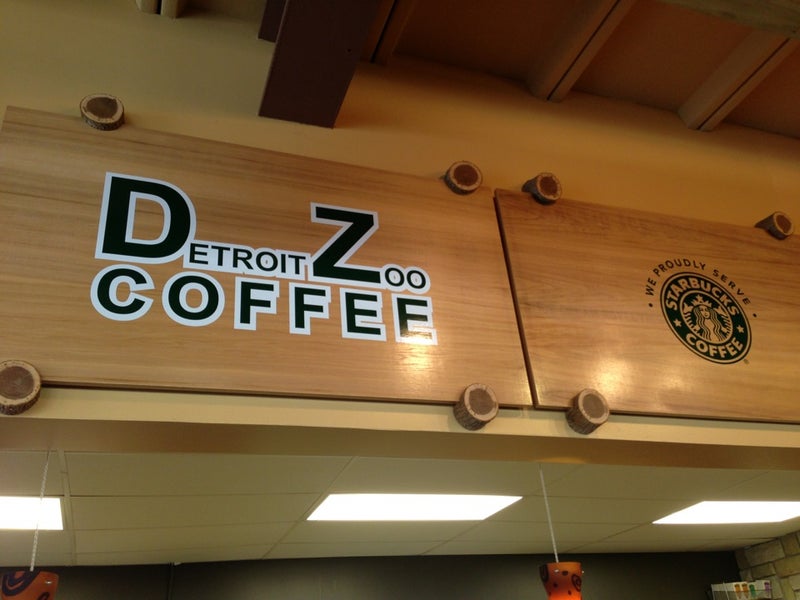 DETROIT ZOO
COFFEE
WE PROUDLY SERVE
STARBUCKS
COFFEE